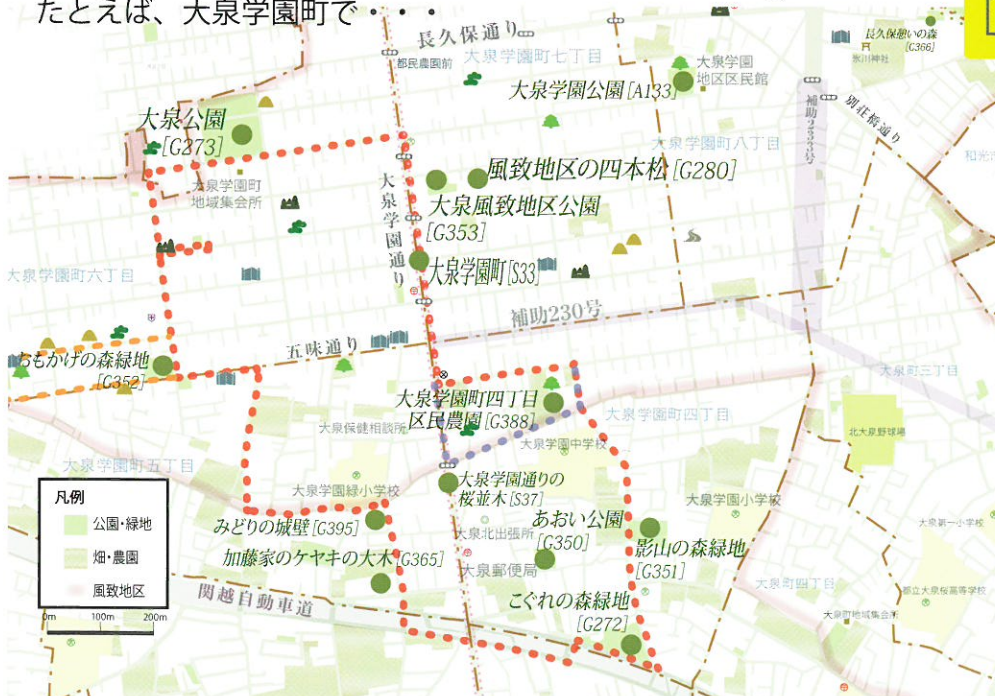 たとえば、大泉学園町で・・・
長久保通り
都民農園前
大泉学園町七丁目
長久保憩いの森
[C366]
氷川神社
大泉学園
地区区民館
大泉学園公園[A133]
補助233号
別荘橋通り
大泉公園
[G273]
大泉学園町八丁目
和光市
大泉学園町
地域集会所
大泉学園通り
風致地区の四本松[G280]
大泉風致地区公園
[G353]
大泉学園町[S33]
大泉学園町六丁目
補助230号
五味通り
おもかげの森緑地
[G352]
大泉町三丁目
大泉学園町四丁目
区民農園[G388]
大泉学園町四丁目
大泉保健相談所
北大泉野球場
大泉学園中学校
大泉学園町五丁目
大泉学園通りの
桜並木[S37]
大泉学園緑小学校
大泉学園小学校
凡例
公園・緑地
畑・農園
風致地区
0m 100m 200m
みどりの城壁[G395]
大泉北出張所
あおい公園
[G350]
影山の森緑地
[G351]
大泉第一小学校
加藤家のケヤキの大木[G365]
大泉郵便局
大泉町四丁目
都立大泉桜高等学校
関越自動車道
こぐれの森緑地
[G272]
大泉町地域集会所